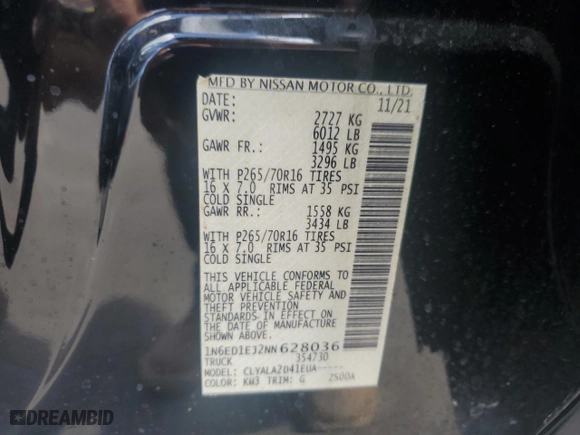 MFD BY NISSAN MOTOR CO., LTD.
DATE: 11/21
GVWR: 2727 KG
6012 LB
GAWR FR.: 1495 KG
3296 LB
WITH P265/70R16 TIRES
16 X 7.0 RIMS AT 35 PSI
COLD SINGLE
GAWR RR.: 1558 KG
3434 LB
WITH P265/70R16 TIRES
16 X 7.0 RIMS AT 35 PSI
COLD SINGLE
THIS VEHICLE CONFORMS TO
ALL APPLICABLE FEDERAL
MOTOR VEHICLE SAFETY AND
THEFT PREVENTION
STANDARDS IN EFFECT ON
THE DATE OF MANUFACTURE
SHOWN ABOVE.
1N6ED1EJ2NN628036
TRUCK 354730
MODEL: CLYALAZD41EUA-----
COLOR: KH3 TRIM: G 2500A
DREAMBID